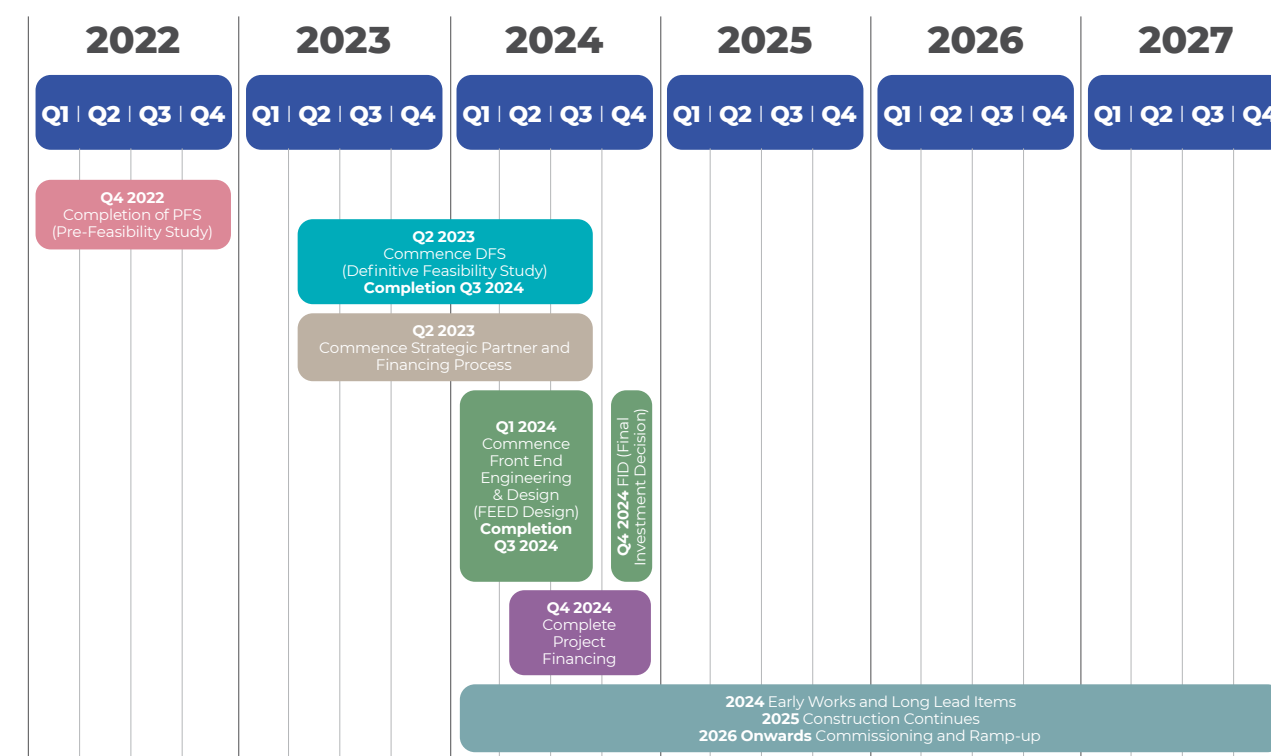 2022 2023 2024 2025 2026 2027
Q1 | Q2 | Q3 | Q4 Q1 | Q2 | Q3 | Q4 Q1 | Q2 | Q3 | Q4 Q1 | Q2 | Q3 | Q4 Q1 | Q2 | Q3 | Q4 Q1 | Q2 | Q3 | Q4
Q4 2022
Completion of PFS
(Pre-Feasibility Study)
Q2 2023
Commence DFS
(Definitive Feasibility Study)
Completion Q3 2024
Q2 2023
Commence Strategic Partner and
Financing Process
Q1 2024
Commence
Front End
Engineering
& Design
(FEED Design)
Completion
Q3 2024
Q4 2024 FID (Final
Investment Decision)
Q4 2024
Complete
Project
Financing
2024 Early Works and Long Lead Items
2025 Construction Continues
2026 Onwards Commissioning and Ramp-up